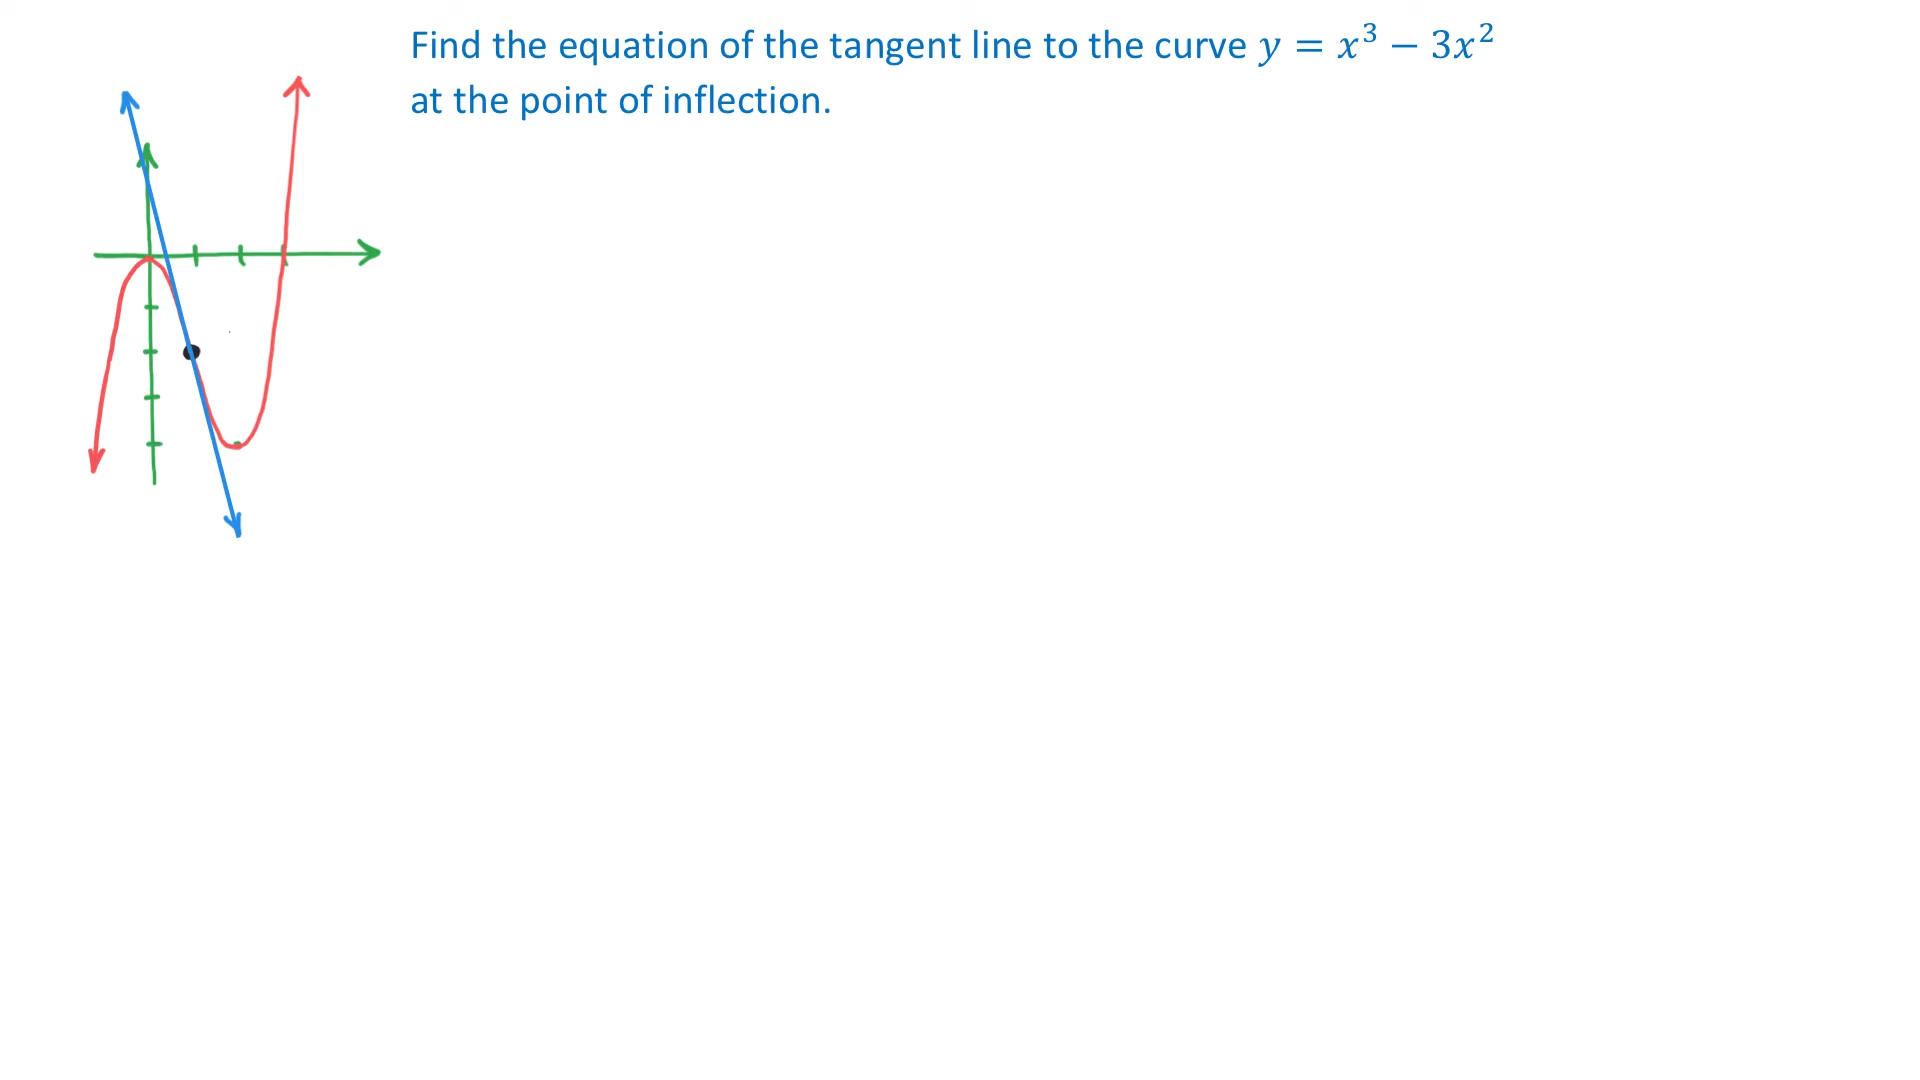 Find the equation of the tangent line to the curve 𝑦 = 𝑥³ − 3𝑥²
at the point of inflection.